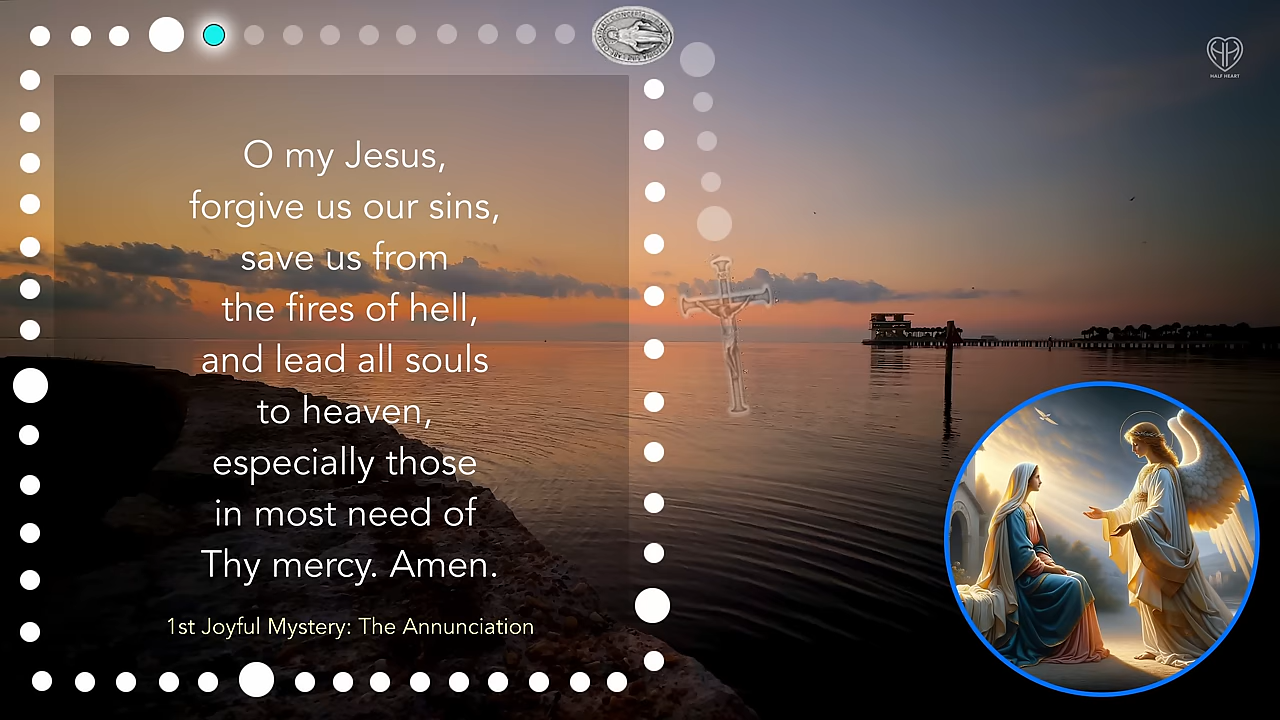 O my Jesus,
forgive us our sins,
save us from
the fires of hell,
and lead all souls
to heaven,
especially those
in most need of
Thy mercy. Amen.
1st Joyful Mystery: The Annunciation
HALF HEART